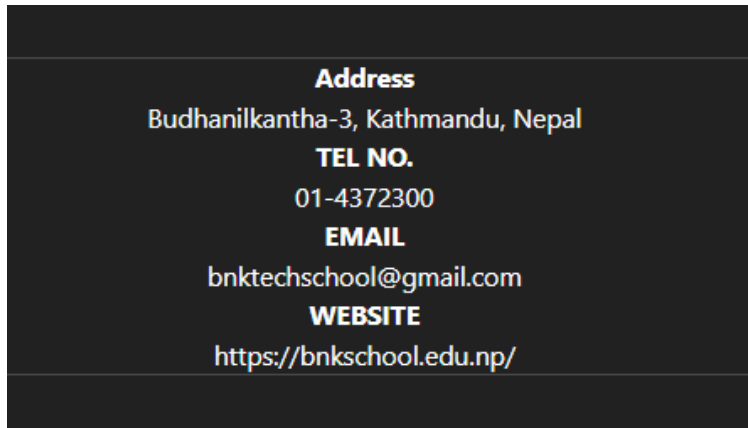 Address
Budhanilkantha-3, Kathmandu, Nepal
TEL NO.
01-4372300
EMAIL
bnktechschool@gmail.com
WEBSITE
https://bnkschool.edu.np/